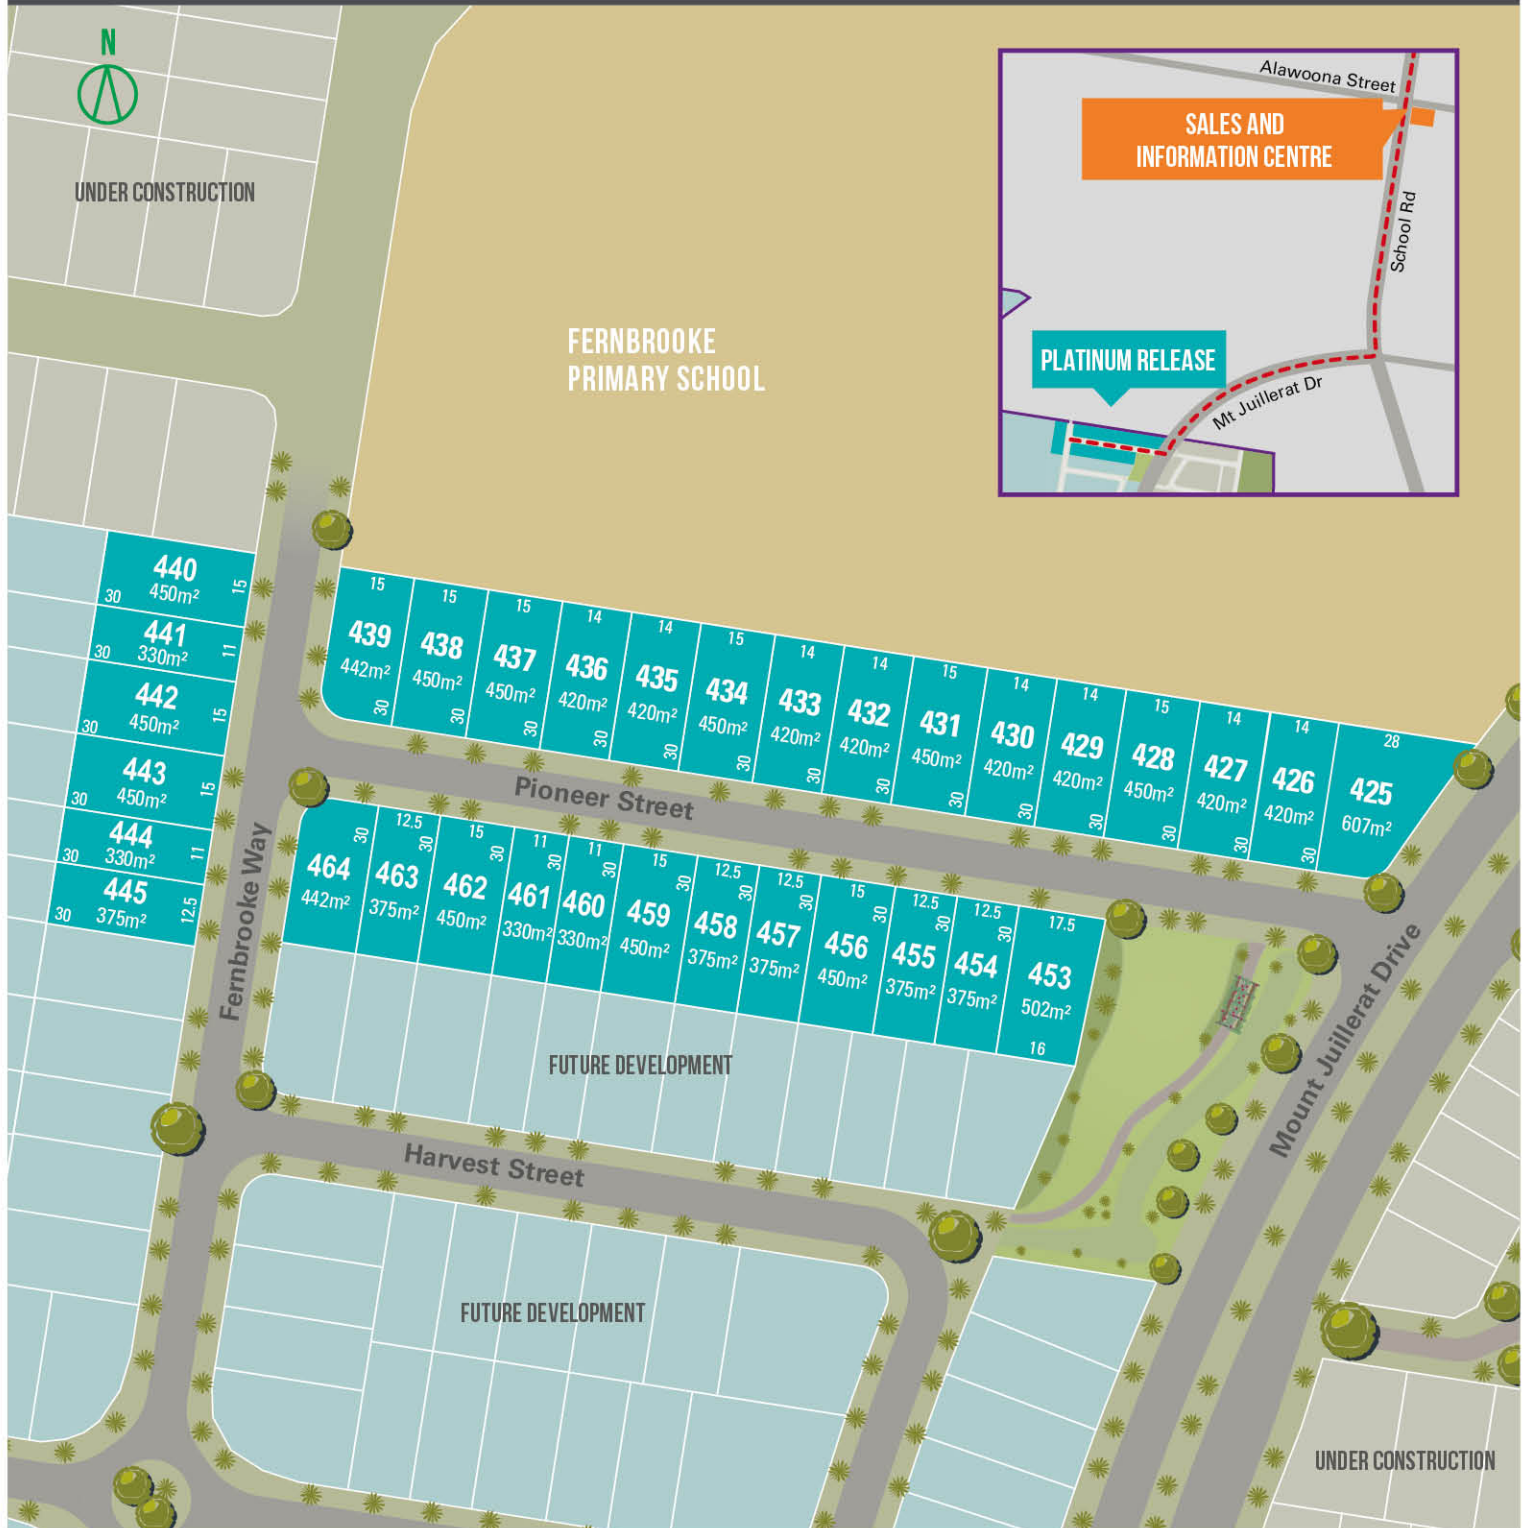 N
UNDER CONSTRUCTION
Alawoona Street
SALES AND
INFORMATION CENTRE
School Rd
PLATINUM RELEASE
Mt Juillerat Dr
FERNBROOKE
PRIMARY SCHOOL
440
450m²
30
15
441
330m²
30
11
442
450m²
30
15
443
450m²
30
15
444
330m²
30
11
445
375m²
30
12.5
15
439
442m²
30
15
438
450m²
30
15
437
450m²
30
14
436
420m²
30
14
435
420m²
30
15
434
450m²
30
14
433
420m²
30
14
432
420m²
30
15
431
450m²
30
14
430
420m²
30
14
429
420m²
30
15
428
450m²
30
14
427
420m²
30
14
426
420m²
30
28
425
607m²
Pioneer Street
30
464
442m²
12.5
30
463
375m²
15
30
462
450m²
11
30
461
330m²
11
30
460
330m²
15
30
459
450m²
12.5
30
458
375m²
12.5
30
457
375m²
15
30
456
450m²
12.5
30
455
375m²
12.5
30
454
375m²
17.5
453
502m²
16
Fernbrooke Way
Mount Juillerat Drive
FUTURE DEVELOPMENT
Harvest Street
FUTURE DEVELOPMENT
UNDER CONSTRUCTION